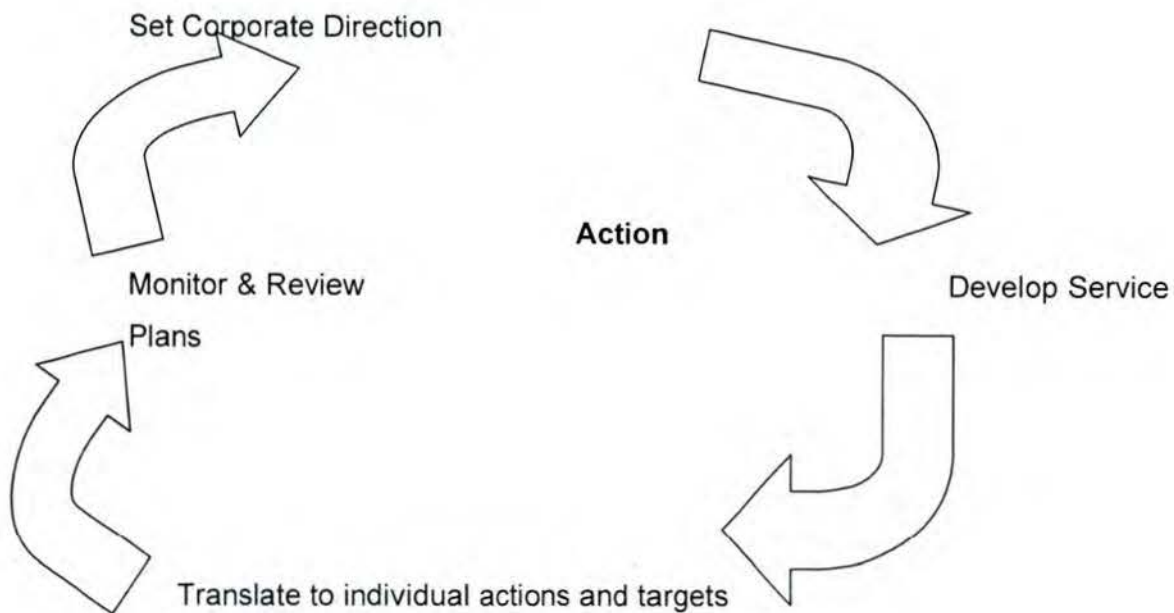 Set Corporate Direction
Action
Monitor & Review
Develop Service
Plans
Translate to individual actions and targets